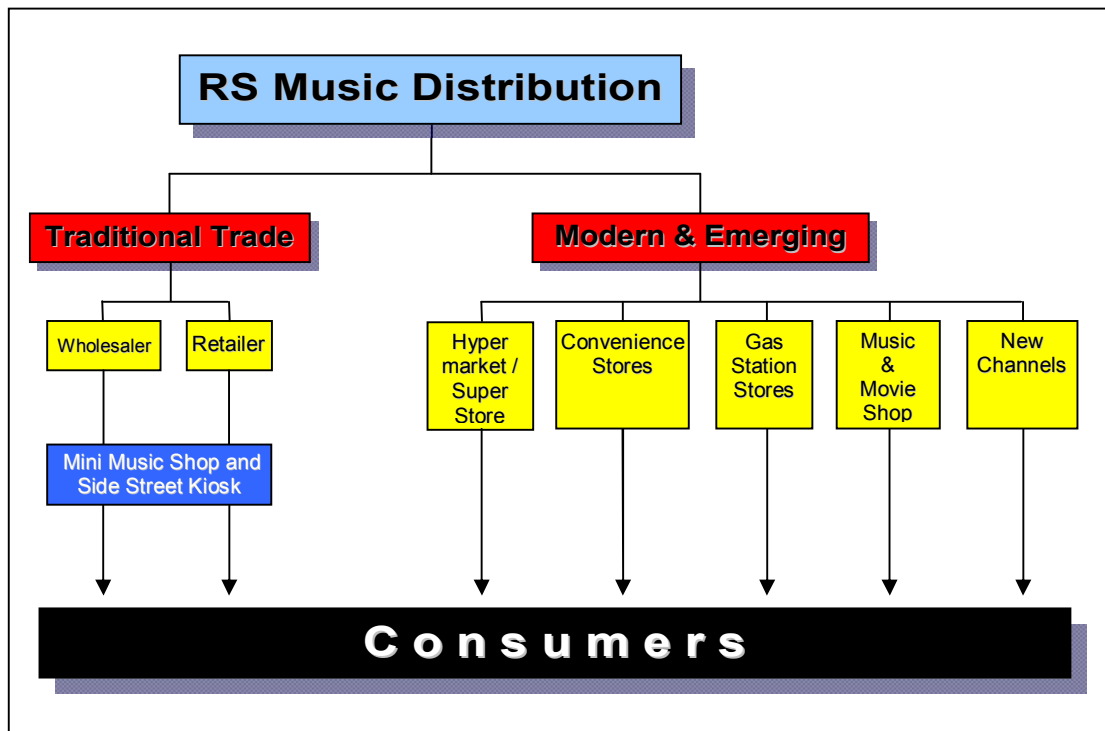 RS Music Distribution
Traditional Trade
Modern & Emerging
Wholesaler
Retailer
Hyper
market /
Super
Store
Convenience
Stores
Gas
Station
Stores
Music
&
Movie
Shop
New
Channels
Mini Music Shop and
Side Street Kiosk
Consumers